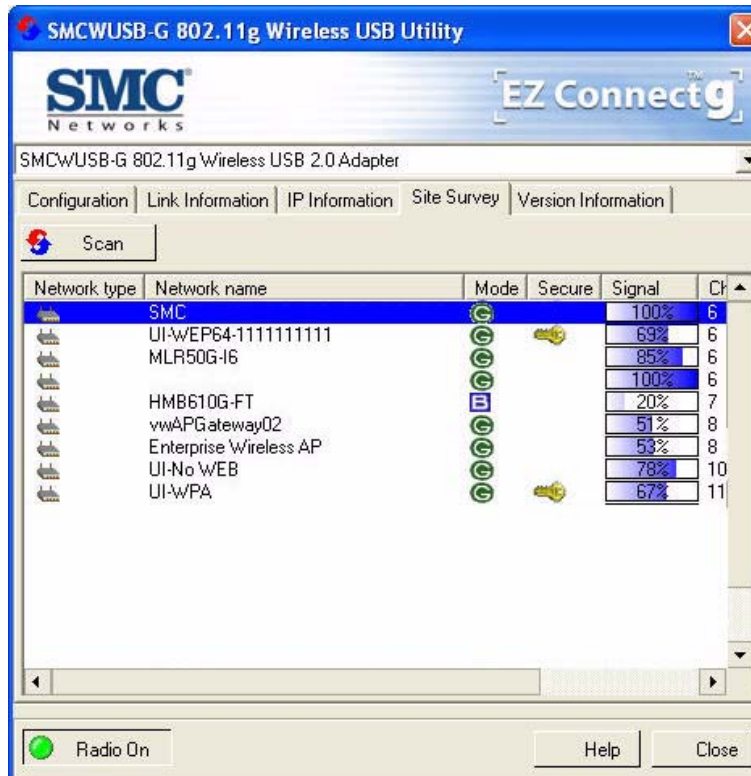 SMCWUSB-G 802.11g Wireless USB Utility
SMC
Networks
EZ Connect™ g
SMCWUSB-G 802.11g Wireless USB 2.0 Adapter
Configuration Link Information IP Information Site Survey Version Information
Scan
Network type Network name Mode Secure Signal Ch
SMC G 100% 6
UI-WEP64-1111111111 G 69% 6
MLR50G-I6 G 85% 6
G 100% 6
HMB610G-FT B 20% 7
vwAPGateway02 G 51% 8
Enterprise Wireless AP G 53% 8
UI-No WEB G 78% 10
UI-WPA G 67% 11
Radio On Help Close